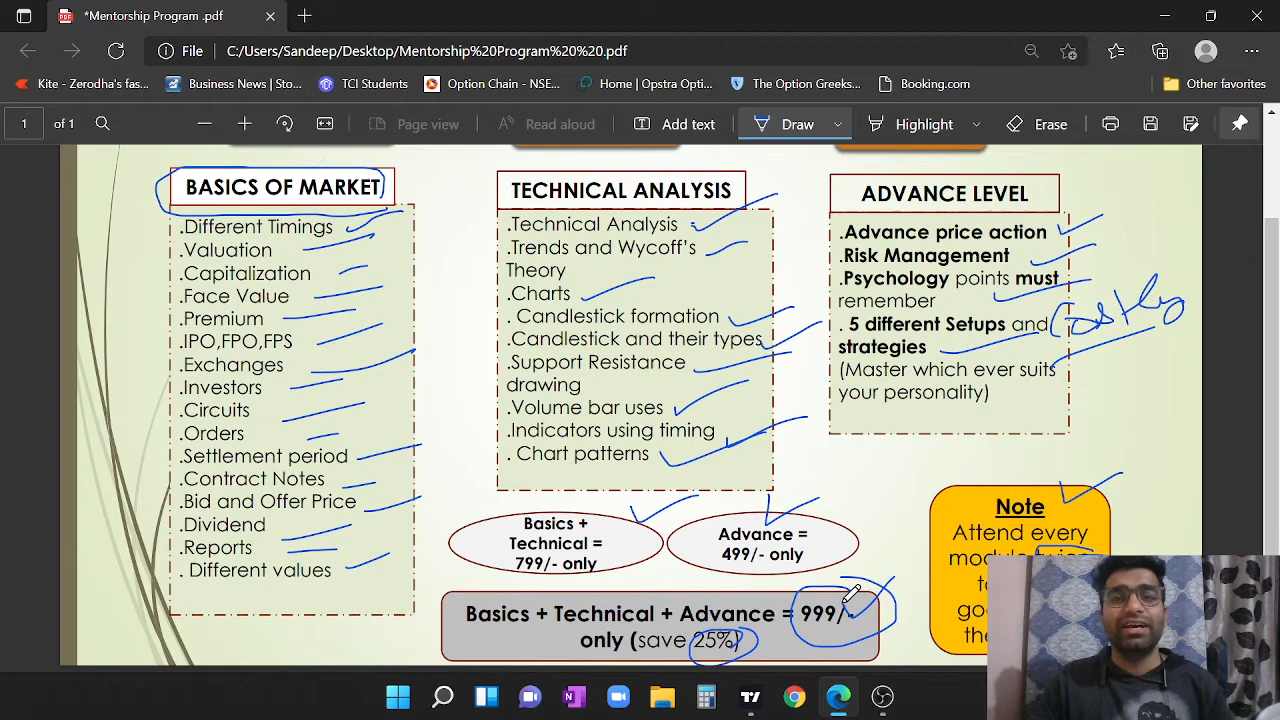 *Mentorship Program .pdf
File
C:/Users/Sandeep/Desktop/Mentorship%20Program%20%20.pdf
Kite - Zerodha's fas...
Business News | Sto...
TCI Students
Option Chain - NSE...
Home | Opstra Opti...
The Option Greeks...
Booking.com
Other favorites
1
of 1
Page view
Read aloud
Add text
Draw
Highlight
Erase
BASICS OF MARKET
.Different Timings
.Valuation
.Capitalization
.Face Value
.Premium
.IPO,FPO,FPS
.Exchanges
.Investors
.Circuits
.Orders
.Settlement period
.Contract Notes
.Bid and Offer Price
.Dividend
.Reports
. Different values
TECHNICAL ANALYSIS
.Technical Analysis
.Trends and Wycoff's
Theory
.Charts
. Candlestick formation
.Candlestick and their types
.Support Resistance
drawing
.Volume bar uses
.Indicators using timing
. Chart patterns
ADVANCE LEVEL
.Advance price action
.Risk Management
.Psychology points must
remember
. 5 different Setups and
strategies
(Master which ever suits
your personality)
Costly
Basics +
Technical =
799/- only
Advance =
499/- only
Basics + Technical + Advance = 999/-
only (save 25%)
Note
Attend every